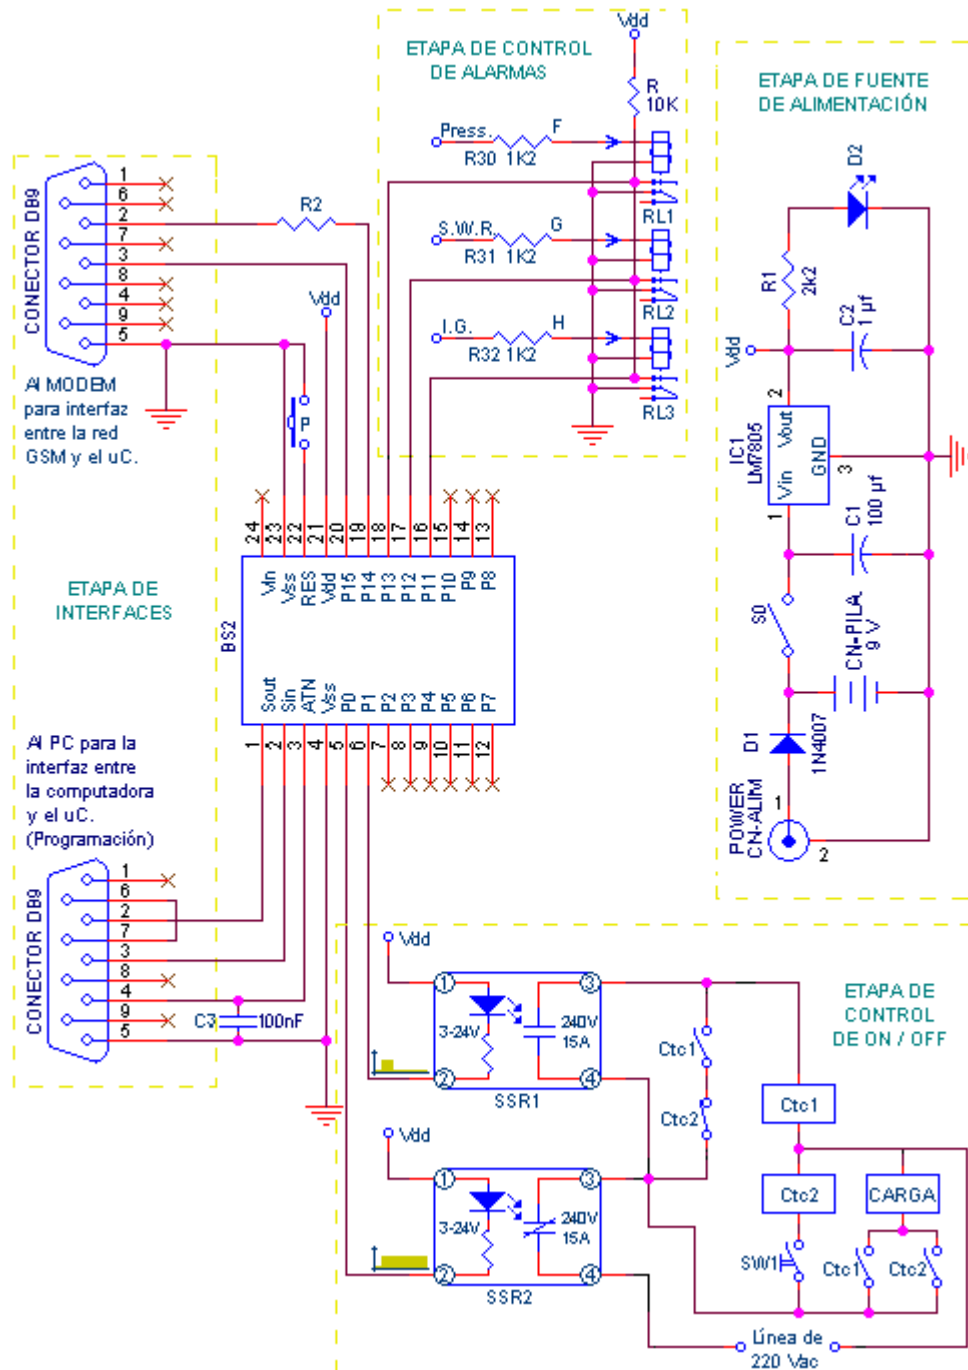 Vdd
ETAPA DE CONTROL
DE ALARMAS
R
10K
Press.
F
R30 1K2
RL1
S.W.R.
G
R31 1K2
RL2
I.G.
H
R32 1K2
RL3
ETAPA DE FUENTE
DE ALIMENTACIÓN
D2
R1
2k2
C2
1 µf
Vdd
2
IC1
LM7805
Vout
GND
Vin
3
1
C1
100 µf
S0
CN-PILA
9 V
D1
1N4007
POWER
CN-ALIM
1
2
CONECTOR DB9
1
6
2
7
3
8
4
9
5
R2
Vdd
P
Al MODEM
para interfaz
entre la red
GSM y el uC.
ETAPA DE
INTERFACES
24
23
22
21
20
19
18
17
16
15
14
13
Vin
Vss
RES
Vdd
P15
P14
P13
P12
P11
P10
P9
P8
BS2
Sout
Sin
ATN
Vss
P0
P1
P2
P3
P4
P5
P6
P7
1
2
3
4
5
6
7
8
9
10
11
12
Al PC para la
interfaz entre
la computadora
y el uC.
(Programación)
CONECTOR DB9
1
6
2
7
3
8
4
9
5
C3
100nF
Vdd
1
3
3-24V
240V
15A
2
4
SSR1
Vdd
1
3
3-24V
240V
15A
2
4
SSR2
ETAPA DE
CONTROL
DE ON / OFF
Ctc1
Ctc2
Ctc1
Ctc2
CARGA
SW1
Ctc1
Ctc2
Línea de
220 Vac